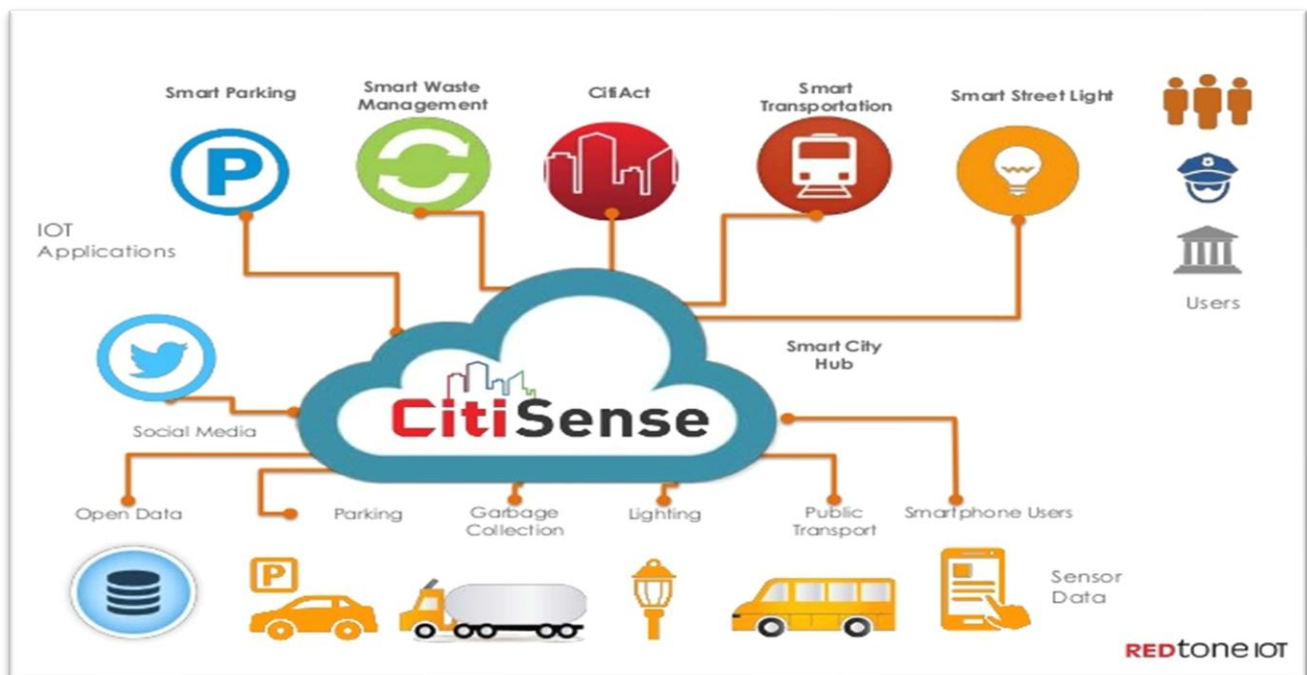 Smart Parking
Smart Waste
Management
CitiAct
Smart
Transportation
Smart Street Light
P
IOT
Applications
Users
Smart City
Hub
CitiSense
Social Media
Open Data
Parking
Garbage
Collection
Lighting
Public
Transport
Smartphone Users
P
Sensor
Data
REDtone IOT